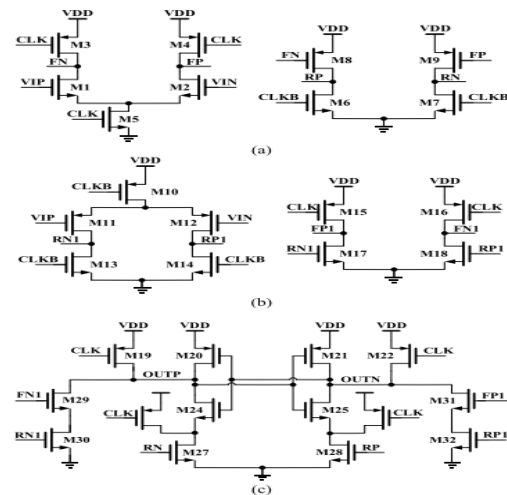 VDD VDD VDD VDD
CLK M3 M4 CLK FN M8 M9 FP
FN FP RP RN
VIP M1 M2 VIN CLKB M6 M7 CLKB
CLK M5
(a)
VDD VDD VDD
CLKB M10
VIP M11 M12 VIN CLK M15 M16 CLK
RN1 RP1 FP1 FN1
CLKB M13 M14 CLKB RN1 M17 M18 RP1
(b)
VDD VDD VDD VDD
CLK M19 M20 M21 M22 CLK
OUTP OUTN
FN1 M29 CLK M24 M25 CLK M31 FP1
RN1 M30 RN M27 M28 RP M32 RP1
(c)